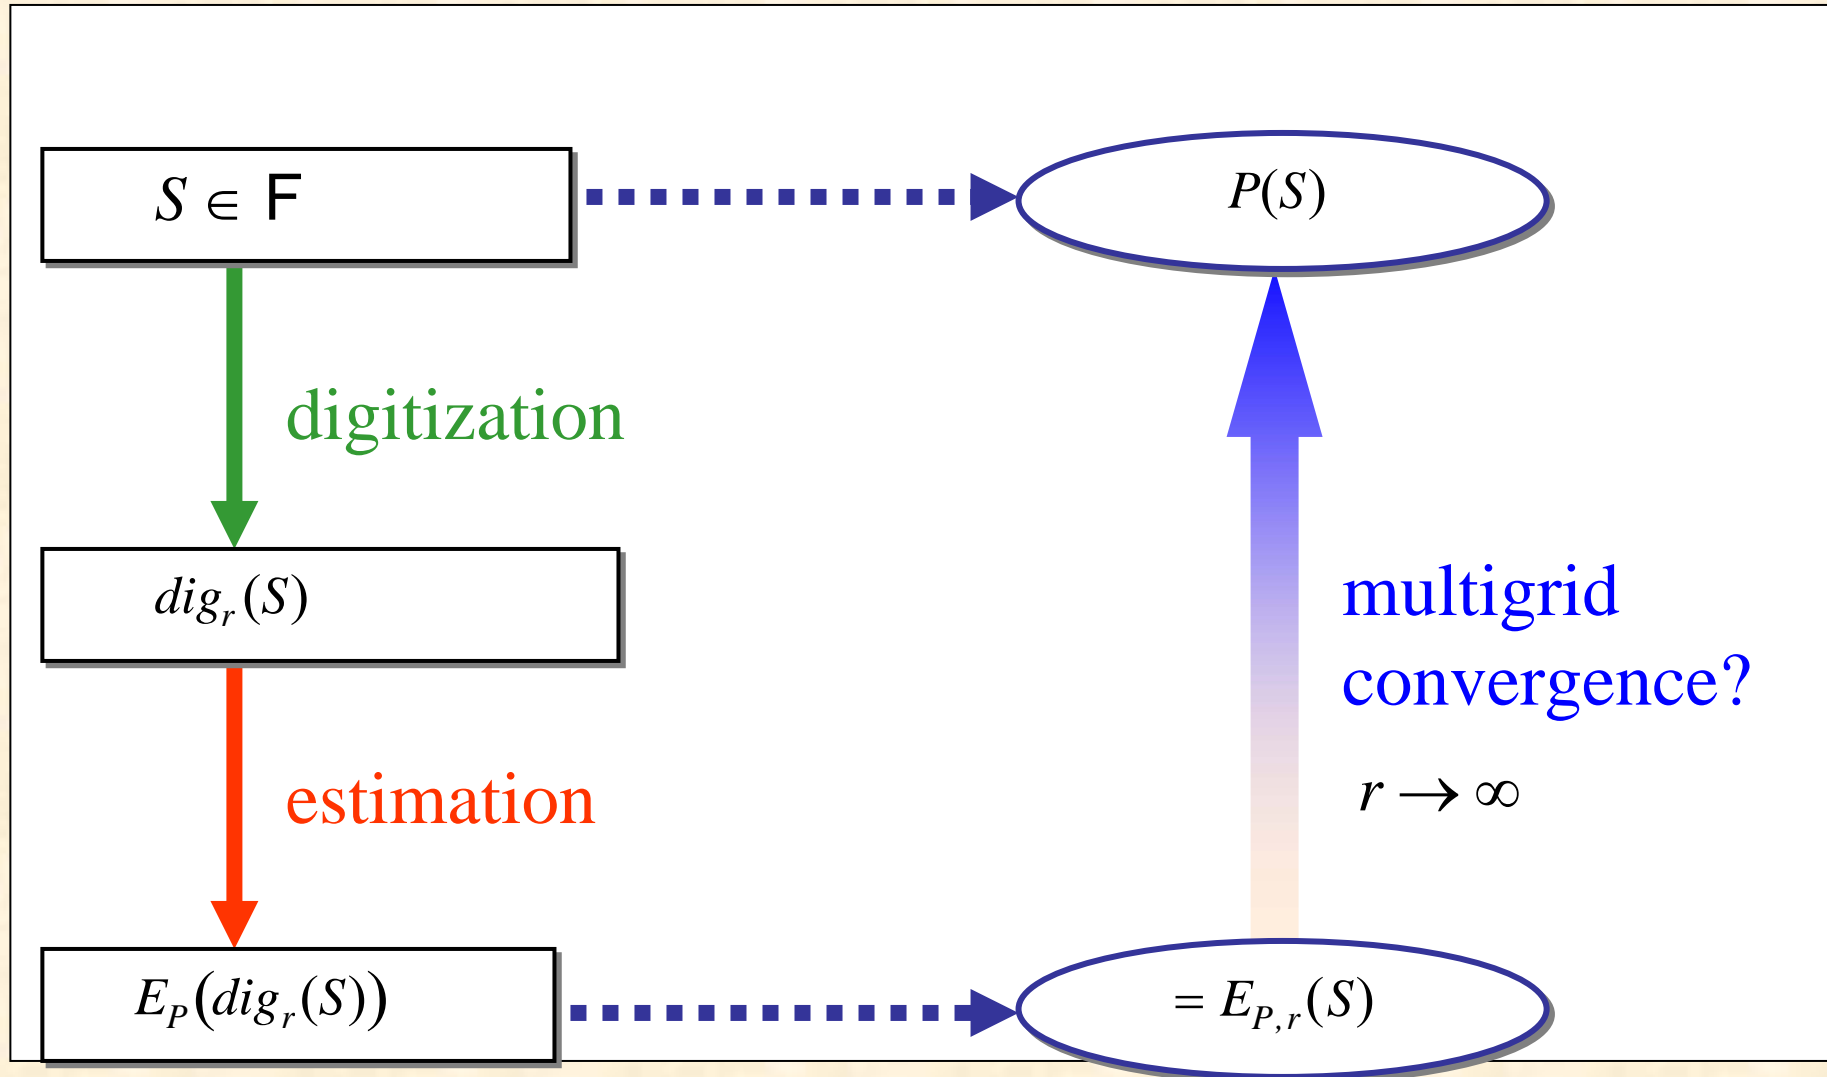 S ∈ F
P(S)
digitization
dig_r(S)
multigrid
convergence?
r → ∞
estimation
E_P(dig_r(S))
= E_{P,r}(S)